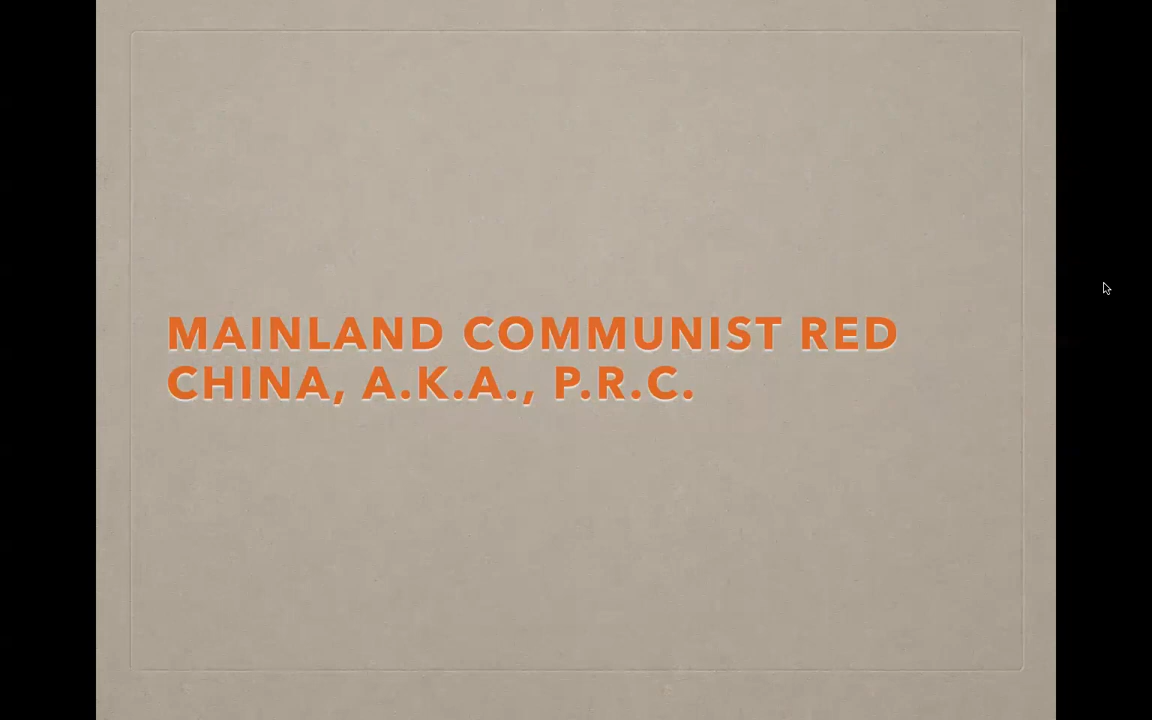 MAINLAND COMMUNIST RED
CHINA, A.K.A., P.R.C.